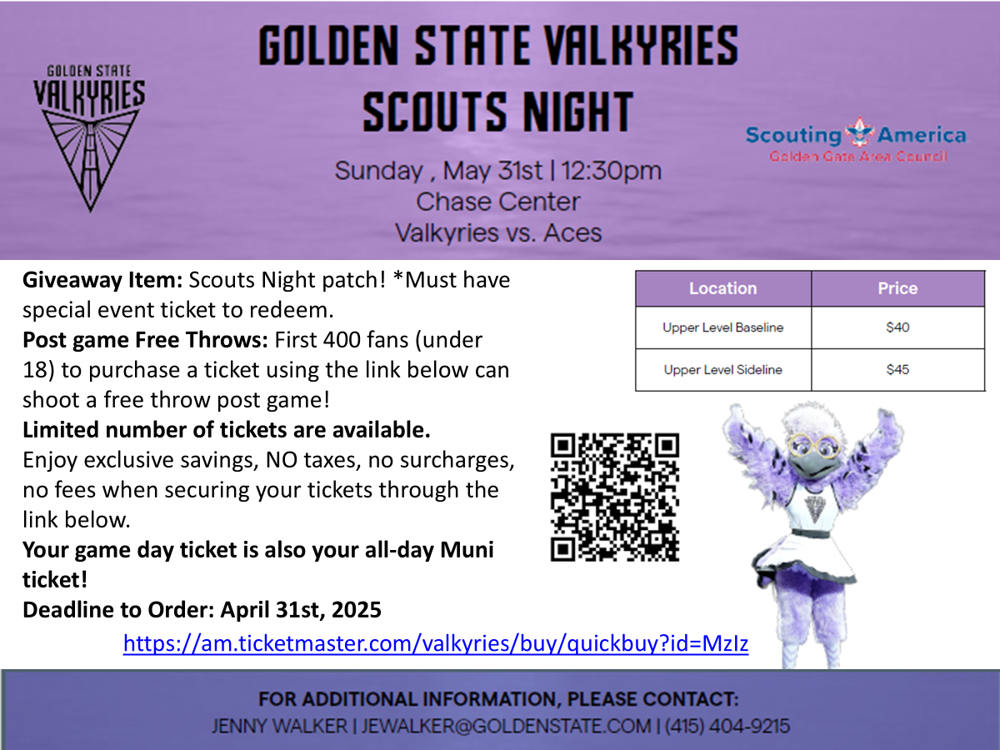 GOLDEN STATE VALKYRIES
SCOUTS NIGHT
GOLDEN STATE
VALKYRIES
Scouting America
Golden Gate Area Council
Sunday , May 31st | 12:30pm
Chase Center
Valkyries vs. Aces
Giveaway Item: Scouts Night patch! *Must have
special event ticket to redeem.
Post game Free Throws: First 400 fans (under
18) to purchase a ticket using the link below can
shoot a free throw post game!
Limited number of tickets are available.
Enjoy exclusive savings, NO taxes, no surcharges,
no fees when securing your tickets through the
link below.
Your game day ticket is also your all-day Muni
ticket!
Deadline to Order: April 31st, 2025
https://am.ticketmaster.com/valkyries/buy/quickbuy?id=MzIz
Location Price
Upper Level Baseline $40
Upper Level Sideline $45
FOR ADDITIONAL INFORMATION, PLEASE CONTACT:
JENNY WALKER | JEWALKER@GOLDENSTATE.COM | (415) 404-9215